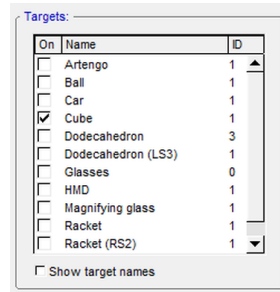 Targets:
On Name ID
Artengo 1
Ball 1
Car 1
Cube 1
Dodecahedron 3
Dodecahedron (LS3) 1
Glasses 0
HMD 1
Magnifying glass 1
Racket 1
Racket (RS2) 1
Show target names